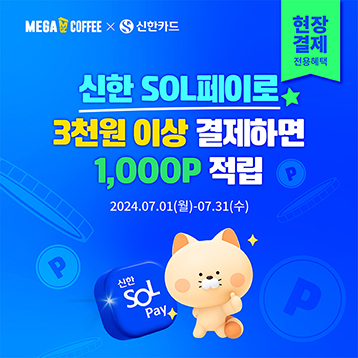 MEGA MGC COFFEE × 신한카드
현장
결제
전용혜택
신한 SOL페이로
3천원 이상 결제하면
1,000P 적립
2024.07.01(월)-07.31(수)
P
P
P
신한
SOL
Pay